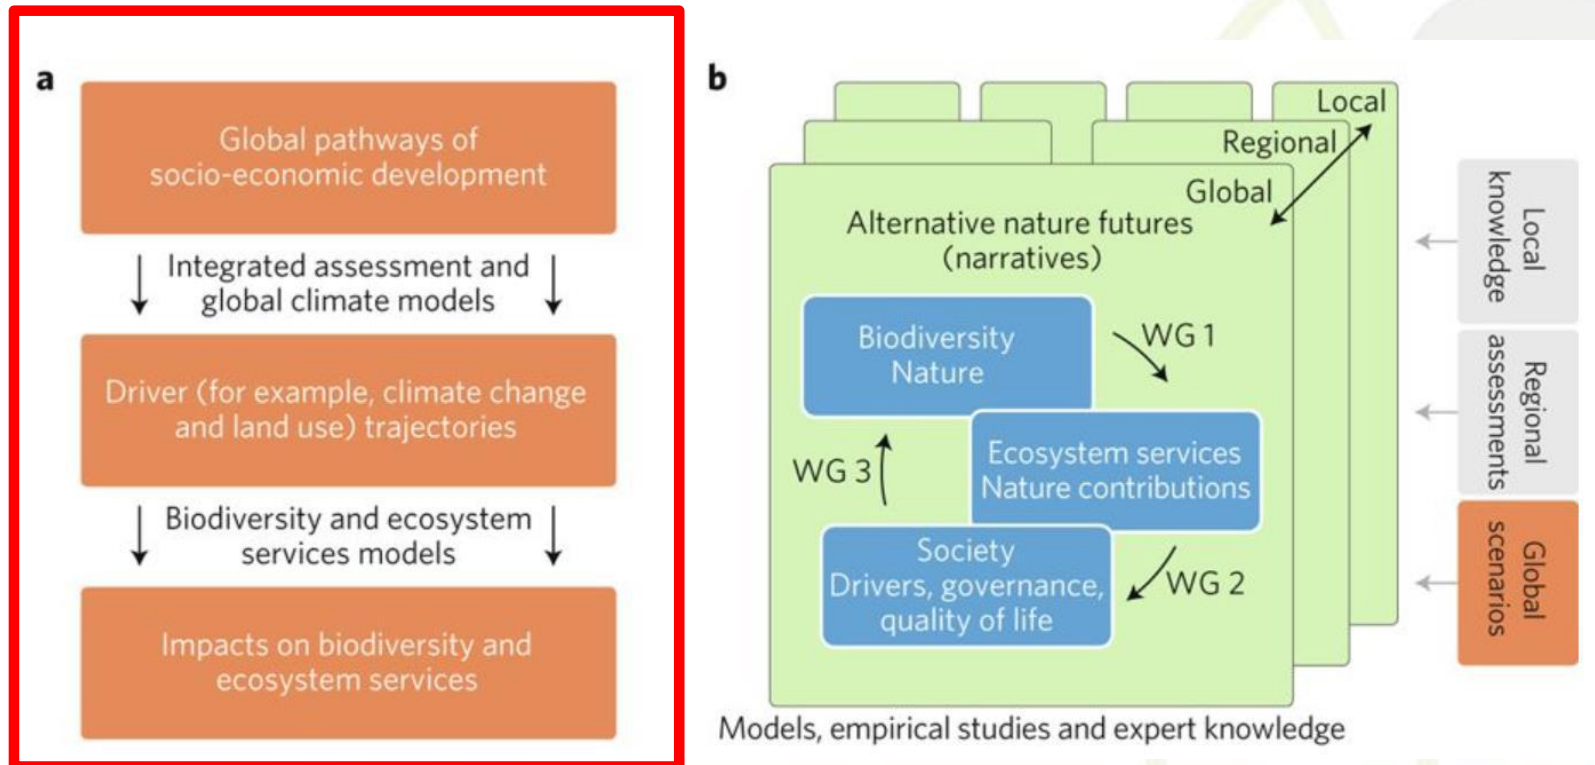 a
Global pathways of
socio-economic development
Integrated assessment and
global climate models
Driver (for example, climate change
and land use) trajectories
Biodiversity and ecosystem
services models
Impacts on biodiversity and
ecosystem services
b
Local
Regional
Global
Alternative nature futures
(narratives)
Biodiversity
Nature
WG 1
Ecosystem services
Nature contributions
WG 3
Society
Drivers, governance,
quality of life
WG 2
Models, empirical studies and expert knowledge
Local
knowledge
Regional
assessments
Global
scenarios